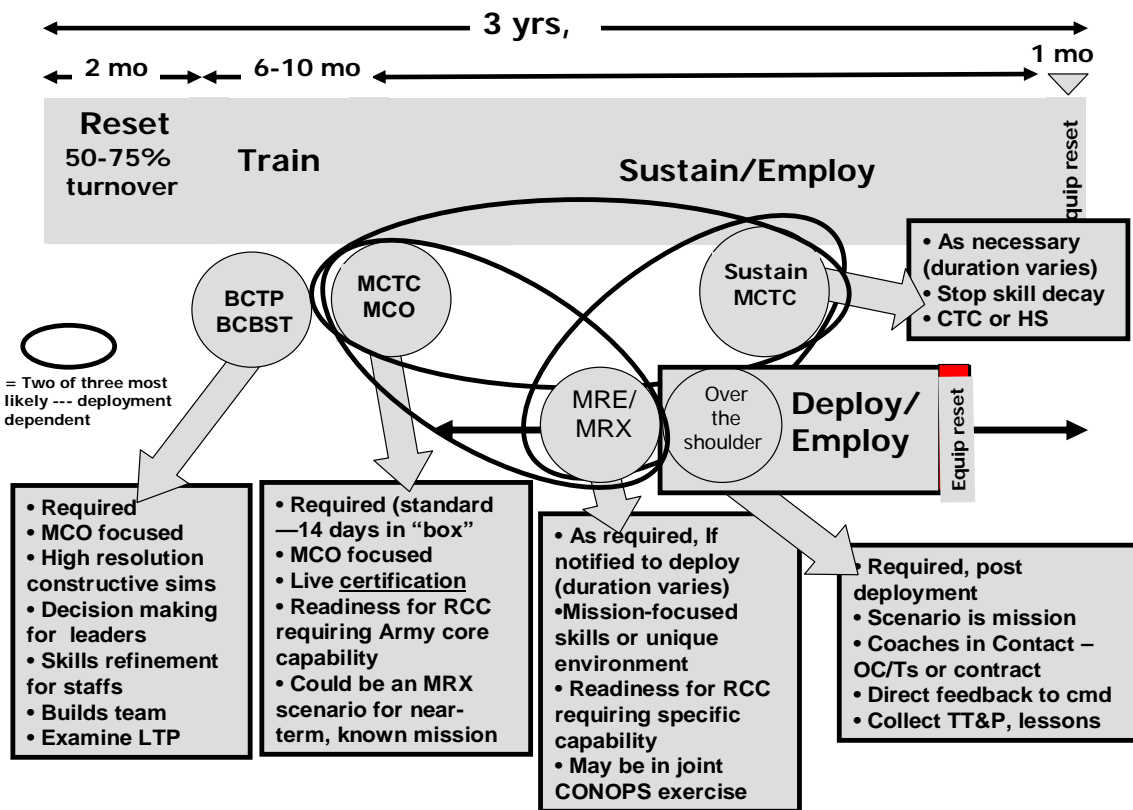 3 yrs,
2 mo
6-10 mo
1 mo
Reset
50-75%
turnover
Train
Sustain/Employ
quip reset
BCTP
BCBST
MCTC
MCO
Sustain
MCTC
• As necessary
(duration varies)
• Stop skill decay
• CTC or HS
= Two of three most
likely --- deployment
dependent
MRE/
MRX
Over
the
shoulder
Deploy/
Employ
Equip reset
• Required
• MCO focused
• High resolution
constructive sims
• Decision making
for leaders
• Skills refinement
for staffs
• Builds team
• Examine LTP
• Required (standard
—14 days in “box”
• MCO focused
• Live certification
• Readiness for RCC
requiring Army core
capability
• Could be an MRX
scenario for near-
term, known mission
• As required, If
notified to deploy
(duration varies)
•Mission-focused
skills or unique
environment
• Readiness for RCC
requiring specific
capability
• May be in joint
CONOPS exercise
• Required, post
deployment
• Scenario is mission
• Coaches in Contact –
OC/Ts or contract
• Direct feedback to cmd
• Collect TT&P, lessons